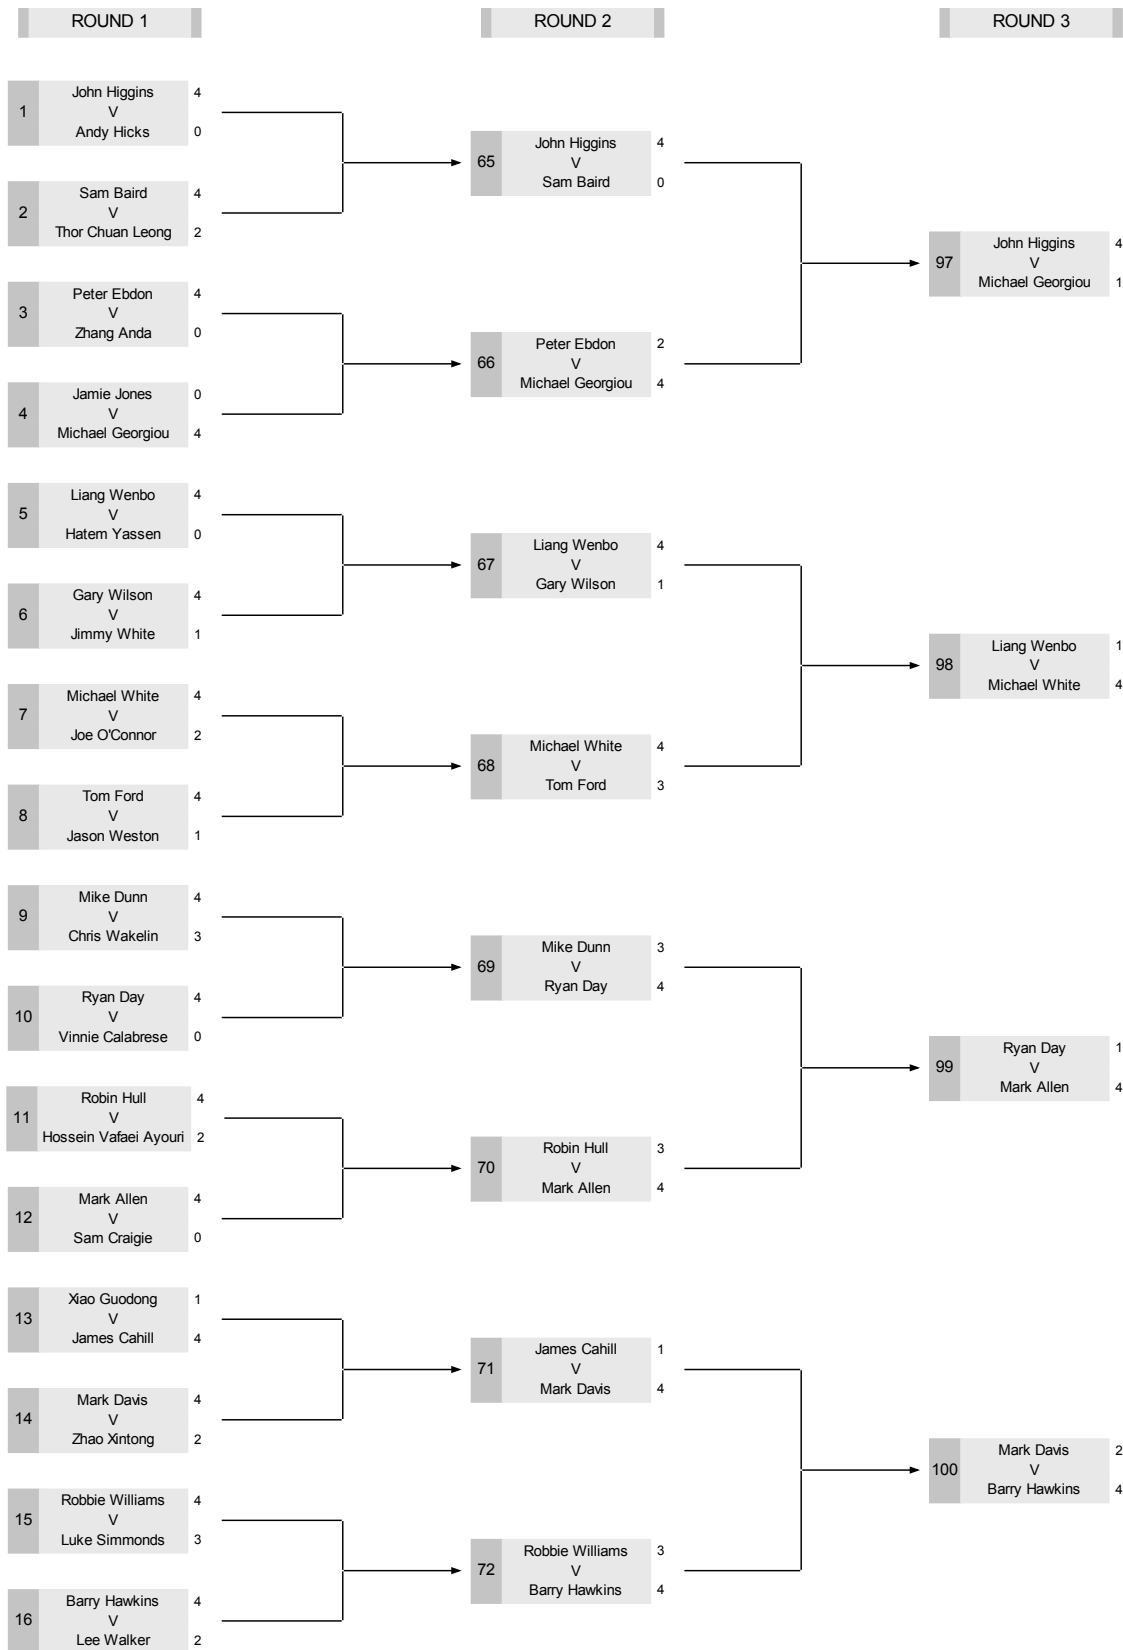 ROUND 1
ROUND 2
ROUND 3
1
John Higgins 4
V
Andy Hicks 0
2
Sam Baird 4
V
Thor Chuan Leong 2
3
Peter Ebdon 4
V
Zhang Anda 0
4
Jamie Jones 0
V
Michael Georgiou 4
5
Liang Wenbo 4
V
Hatem Yassen 0
6
Gary Wilson 4
V
Jimmy White 1
7
Michael White 4
V
Joe O'Connor 2
8
Tom Ford 4
V
Jason Weston 1
9
Mike Dunn 4
V
Chris Wakelin 3
10
Ryan Day 4
V
Vinnie Calabrese 0
11
Robin Hull 4
V
Hossein Vafaei Ayouri 2
12
Mark Allen 4
V
Sam Craigie 0
13
Xiao Guodong 1
V
James Cahill 4
14
Mark Davis 4
V
Zhao Xintong 2
15
Robbie Williams 4
V
Luke Simmonds 3
16
Barry Hawkins 4
V
Lee Walker 2
65
John Higgins 4
V
Sam Baird 0
66
Peter Ebdon 2
V
Michael Georgiou 4
67
Liang Wenbo 4
V
Gary Wilson 1
68
Michael White 4
V
Tom Ford 3
69
Mike Dunn 3
V
Ryan Day 4
70
Robin Hull 3
V
Mark Allen 4
71
James Cahill 1
V
Mark Davis 4
72
Robbie Williams 3
V
Barry Hawkins 4
97
John Higgins 4
V
Michael Georgiou 1
98
Liang Wenbo 1
V
Michael White 4
99
Ryan Day 1
V
Mark Allen 4
100
Mark Davis 2
V
Barry Hawkins 4